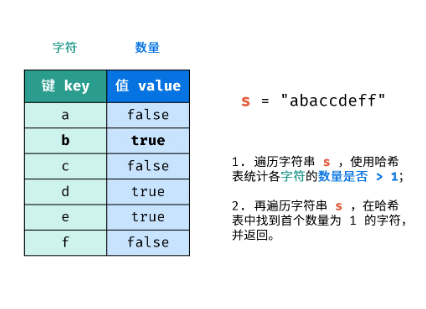 字符 数量
键 key 值 value
a false
b true
c false
d true
e true
f false
s = "abaccdeff"
1. 遍历字符串 s ，使用哈希
表统计各字符的数量是否 > 1；
2. 再遍历字符串 s ，在哈希
表中找到首个数量为 1 的字符，
并返回。